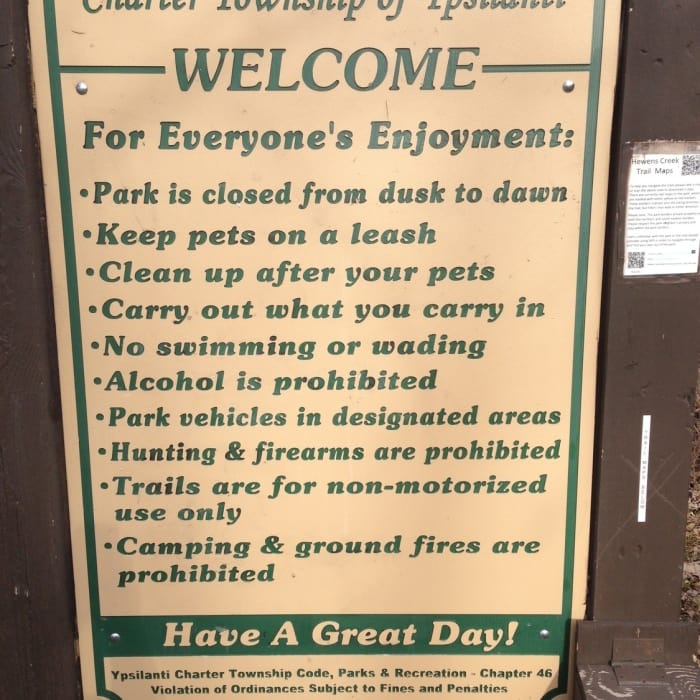 Charter Township of Ypsilanti
WELCOME
For Everyone's Enjoyment:
•Park is closed from dusk to dawn
•Keep pets on a leash
•Clean up after your pets
•Carry out what you carry in
•No swimming or wading
•Alcohol is prohibited
•Park vehicles in designated areas
•Hunting & firearms are prohibited
•Trails are for non-motorized
use only
•Camping & ground fires are
prohibited
Have A Great Day!
Ypsilanti Charter Township Code, Parks & Recreation - Chapter 46
Violation of Ordinances Subject to Fines and Penalties
Hewens Creek
Trail Maps